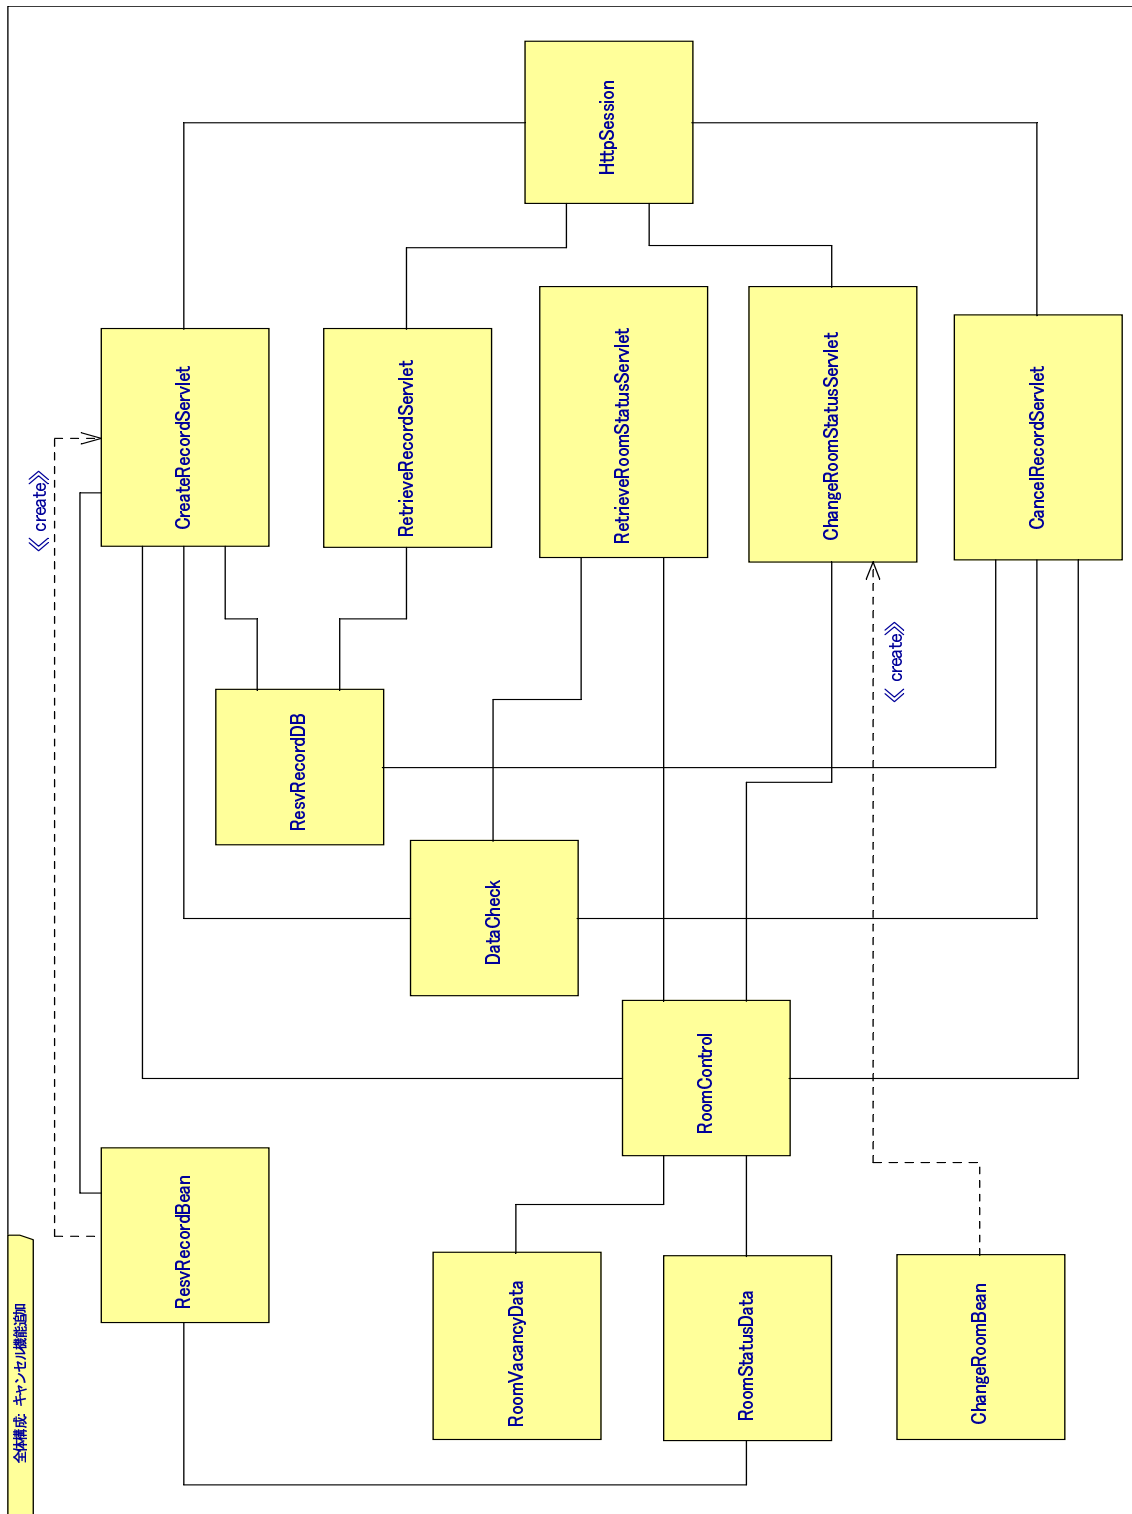 全体構成: キャンセル機能追加
《 create》
ResvRecordBean
CreateRecordServlet
ResvRecordDB
RetrieveRecordServlet
RoomVacancyData
DataCheck
RetrieveRoomStatusServlet
HttpSession
RoomStatusData
RoomControl
ChangeRoomStatusServlet
《 create》
ChangeRoomBean
CancelRecordServlet